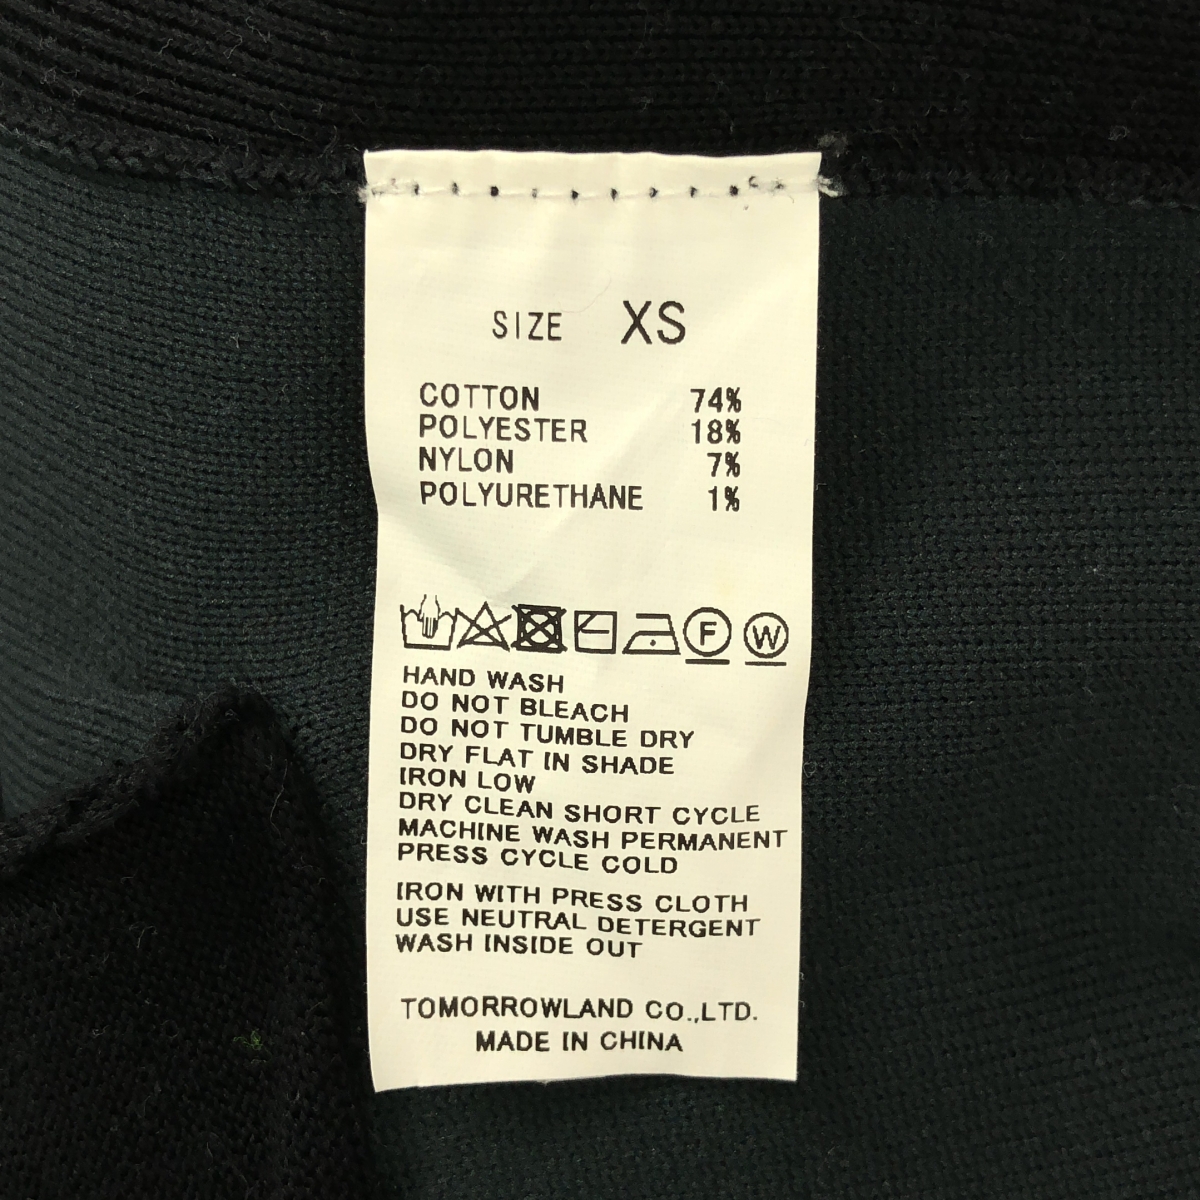 SIZE XS
COTTON 74%
POLYESTER 18%
NYLON 7%
POLYURETHANE 1%
F W
HAND WASH
DO NOT BLEACH
DO NOT TUMBLE DRY
DRY FLAT IN SHADE
IRON LOW
DRY CLEAN SHORT CYCLE
MACHINE WASH PERMANENT
PRESS CYCLE COLD
IRON WITH PRESS CLOTH
USE NEUTRAL DETERGENT
WASH INSIDE OUT
TOMORROWLAND CO.,LTD.
MADE IN CHINA